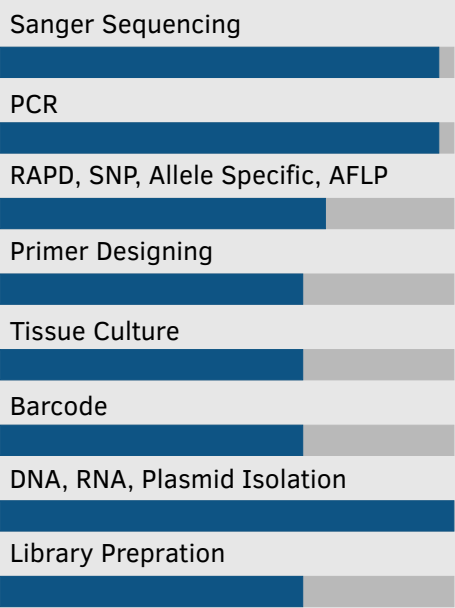 Sanger Sequencing
PCR
RAPD, SNP, Allele Specific, AFLP
Primer Designing
Tissue Culture
Barcode
DNA, RNA, Plasmid Isolation
Library Prepration